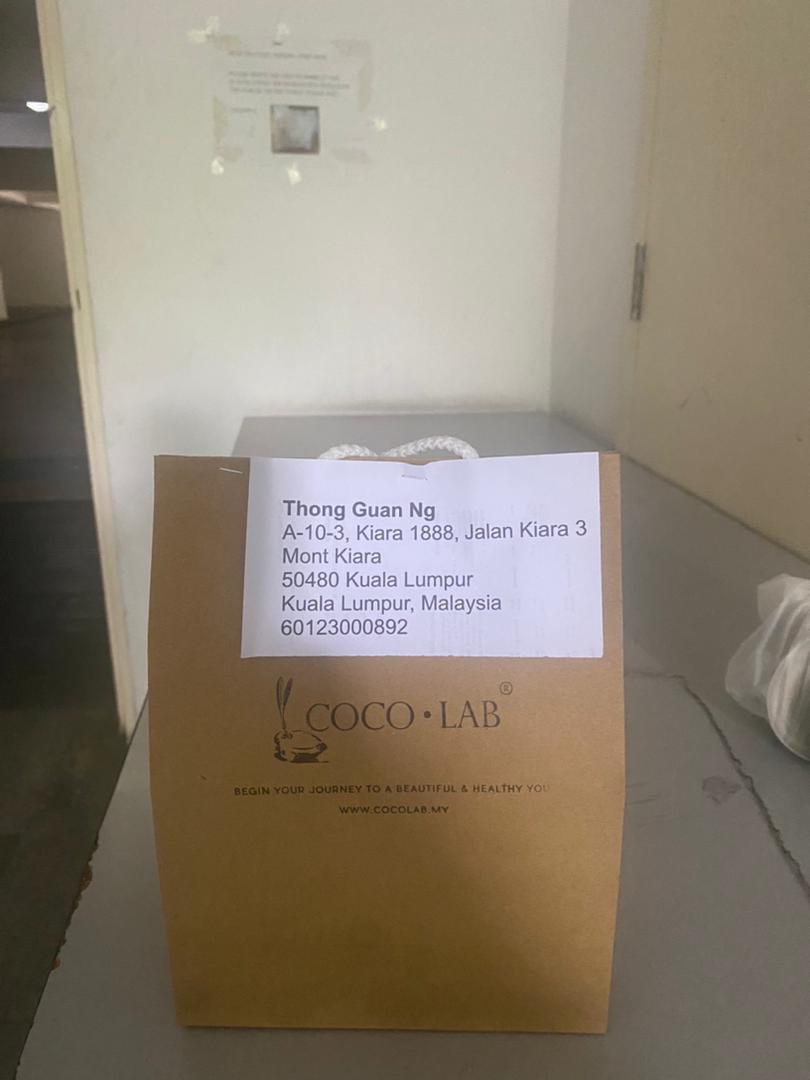 Thong Guan Ng
A-10-3, Kiara 1888, Jalan Kiara 3
Mont Kiara
50480 Kuala Lumpur
Kuala Lumpur, Malaysia
60123000892
COCO • LAB®
BEGIN YOUR JOURNEY TO A BEAUTIFUL & HEALTHY YOU
WWW.COCOLAB.MY